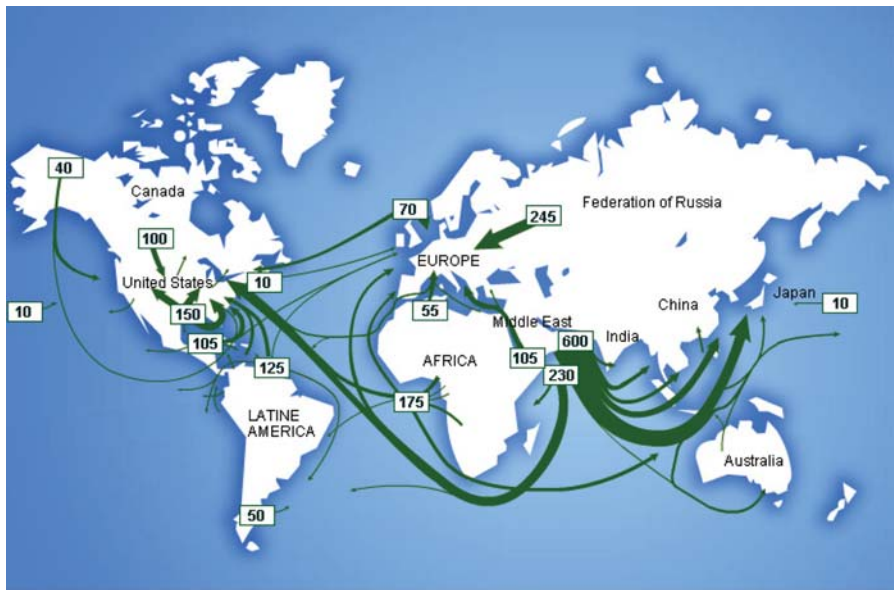 40
Canada
70
245
Federation of Russia
100
EUROPE
United States
10
China
Japan
10
10
150
55
Middle East
India
105
600
AFRICA
105
125
230
175
LATINE
AMERICA
Australia
50